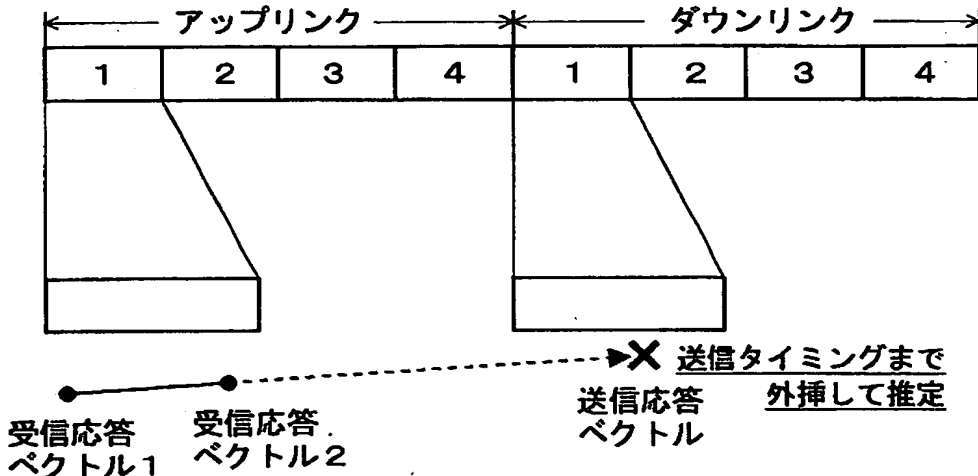 アップリンク ダウンリンク
1 2 3 4 1 2 3 4
送信タイミングまで
外挿して推定
受信応答
ベクトル1
受信応答
ベクトル2
送信応答
ベクトル